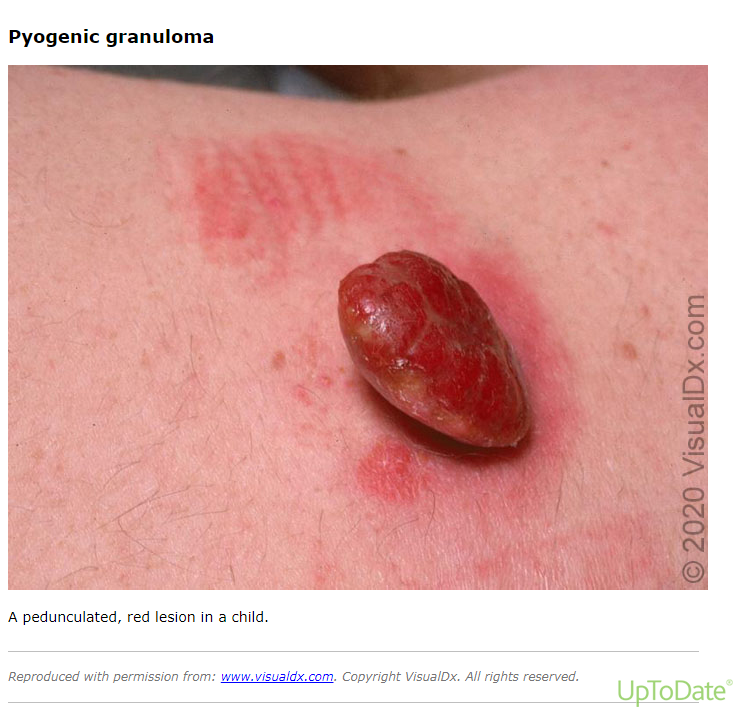 Pyogenic granuloma
© 2020 VisualDx.com
A pedunculated, red lesion in a child.
Reproduced with permission from: www.visualdx.com. Copyright VisualDx. All rights reserved.
UpToDate®